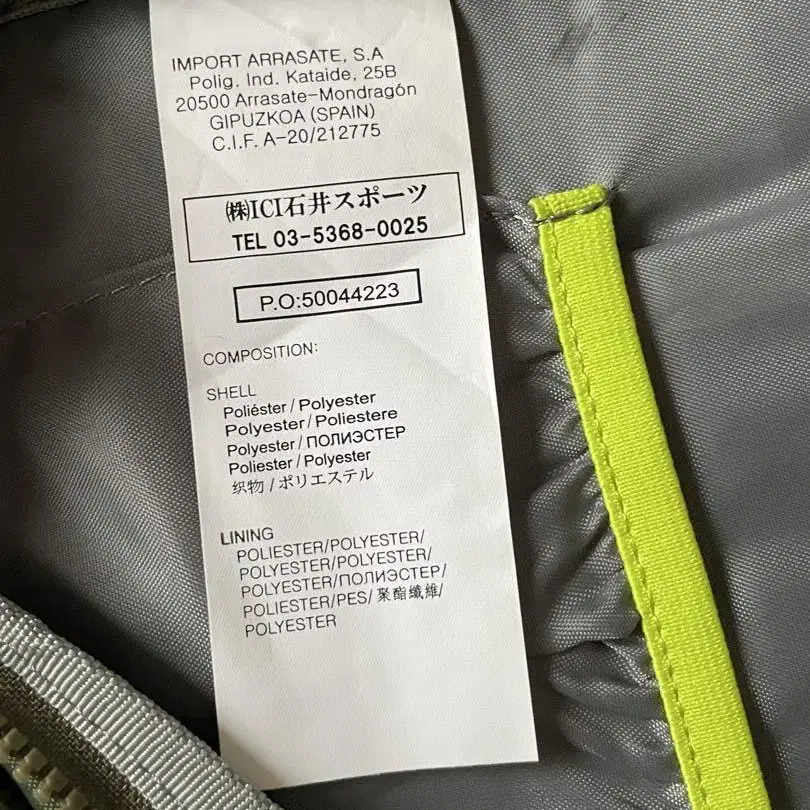 IMPORT ARRASATE, S.A
Polig. Ind. Kataide, 25B
20500 Arrasate-Mondragón
GIPUZKOA (SPAIN)
C.I.F. A-20/212775
㈱ICI石井スポーツ
TEL 03-5368-0025
P.O:50044223
COMPOSITION:
SHELL
Poliéster / Polyester
Polyester / Poliestere
Polyester / ПОЛИЭСТЕР
Poliester / Polyester
织物 / ポリエステル
LINING
POLIESTER/POLYESTER/
POLYESTER/POLYESTER/
POLYESTER/ПОЛИЭСТЕР/
POLIESTER/PES/ 聚酯纖維/
POLYESTER